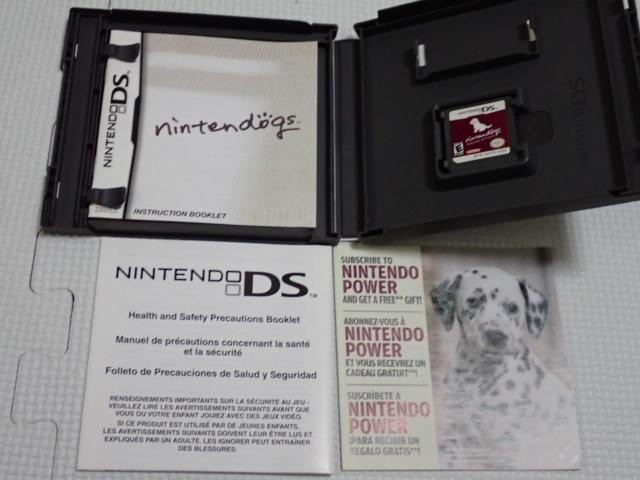 NINTENDO DS
nintendogs
INSTRUCTION BOOKLET
NINTENDO DS
nintendogs
E
NINTENDO DS™
Health and Safety Precautions Booklet
Manuel de précautions concernant la santé
et la sécurité
Folleto de Precauciones de Salud y Seguridad
RENSEIGNEMENTS IMPORTANTS SUR LA SÉCURITÉ AU JEU -
VEUILLEZ LIRE LES AVERTISSEMENTS SUIVANTS AVANT QUE
VOUS OU VOTRE ENFANT JOUIEZ AVEC DES JEUX VIDÉO.
SI CE PRODUIT EST UTILISÉ PAR DE JEUNES ENFANTS,
LES AVERTISSEMENTS SUIVANTS DOIVENT LEUR ÊTRE LUS ET
EXPLIQUÉS PAR UN ADULTE. LES IGNORER PEUT ENTRAÎNER
DES BLESSURES.
SUBSCRIBE TO
NINTENDO
POWER
AND GET A FREE** GIFT!
ABONNEZ-VOUS À
NINTENDO
POWER
ET VOUS RECEVREZ UN
CADEAU GRATUIT**!
SUSCRÍBETE A
NINTENDO
POWER
¡PARA RECIBIR UN
REGALO GRATIS**!